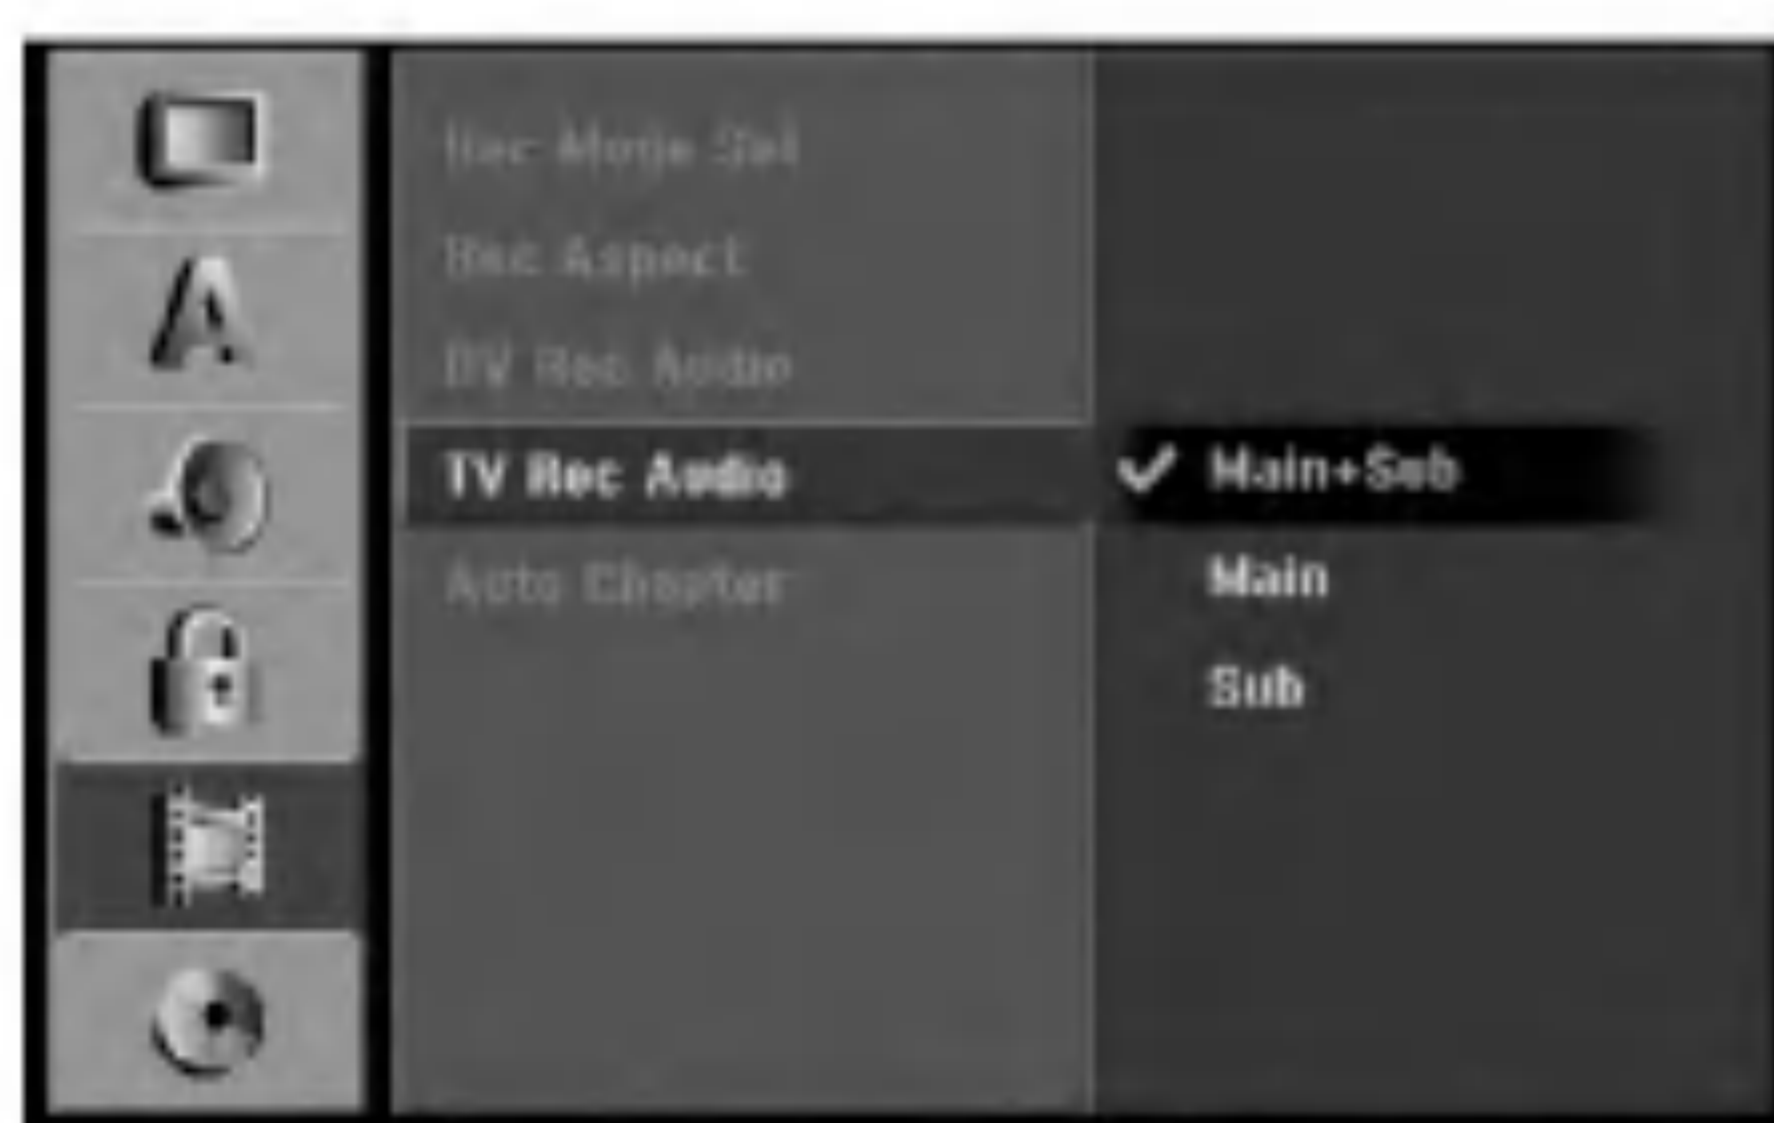 Rec Mode Set
Rec Aspect
DV Rec Audio
TV Rec Audio
Main+Sub
Main
Sub
Auto Chapter